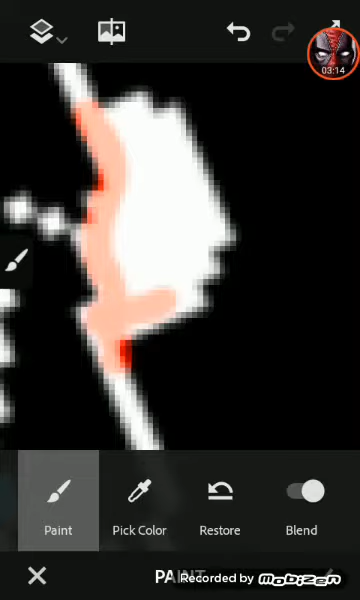 03:14
Paint
Pick Color
Restore
Blend
PAINT
Recorded by Mobizen